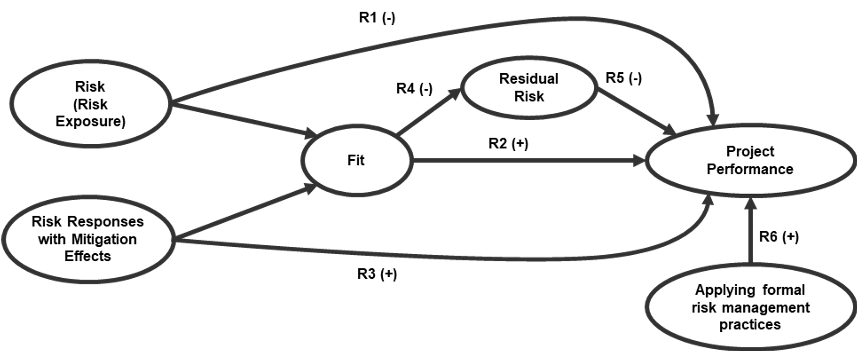 R1 (-)
Risk
(Risk
Exposure)
R4 (-)
Residual
Risk
R5 (-)
Fit
R2 (+)
Project
Performance
Risk Responses
with Mitigation
Effects
R3 (+)
R6 (+)
Applying formal
risk management
practices